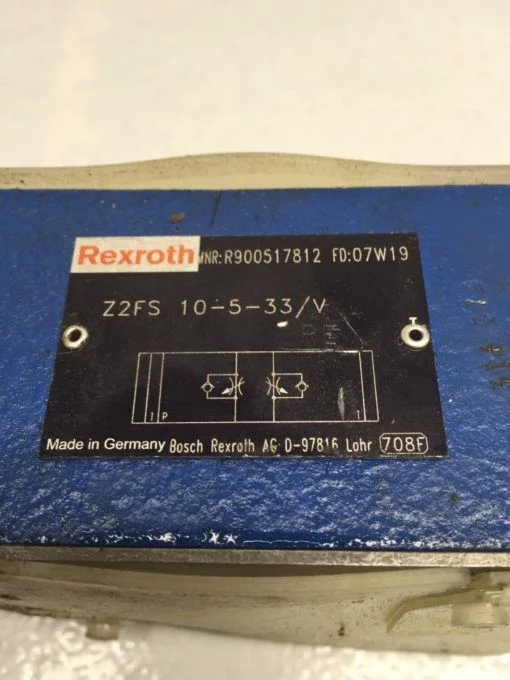 Rexroth MNR:R900517812 FD:07W19
Z2FS 10-5-33/V
T P T
Made in Germany Bosch Rexroth AG D-97816 Lohr 708F